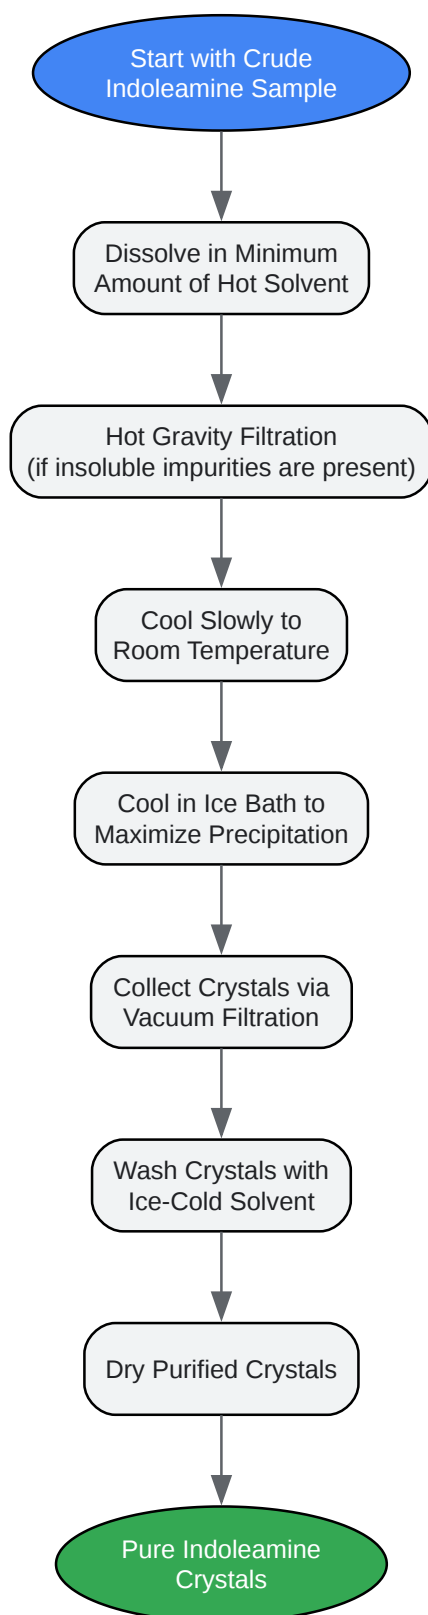 Start with Crude
Indoleamine Sample
Dissolve in Minimum
Amount of Hot Solvent
Hot Gravity Filtration
(if insoluble impurities are present)
Cool Slowly to
Room Temperature
Cool in Ice Bath to
Maximize Precipitation
Collect Crystals via
Vacuum Filtration
Wash Crystals with
Ice-Cold Solvent
Dry Purified Crystals
Pure Indoleamine
Crystals